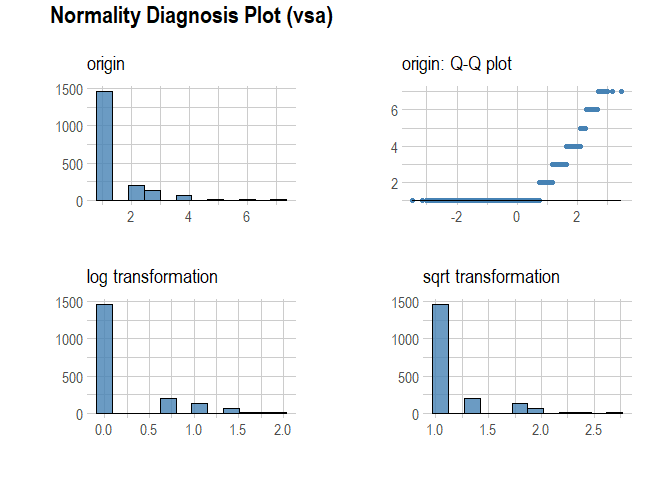 Normality Diagnosis Plot (vsa)
origin
1500
1000
500
0
2 4 6
origin: Q-Q plot
6
4
2
-2 0 2
log transformation
1500
1000
500
0
0.0 0.5 1.0 1.5 2.0
sqrt transformation
1500
1000
500
0
1.0 1.5 2.0 2.5